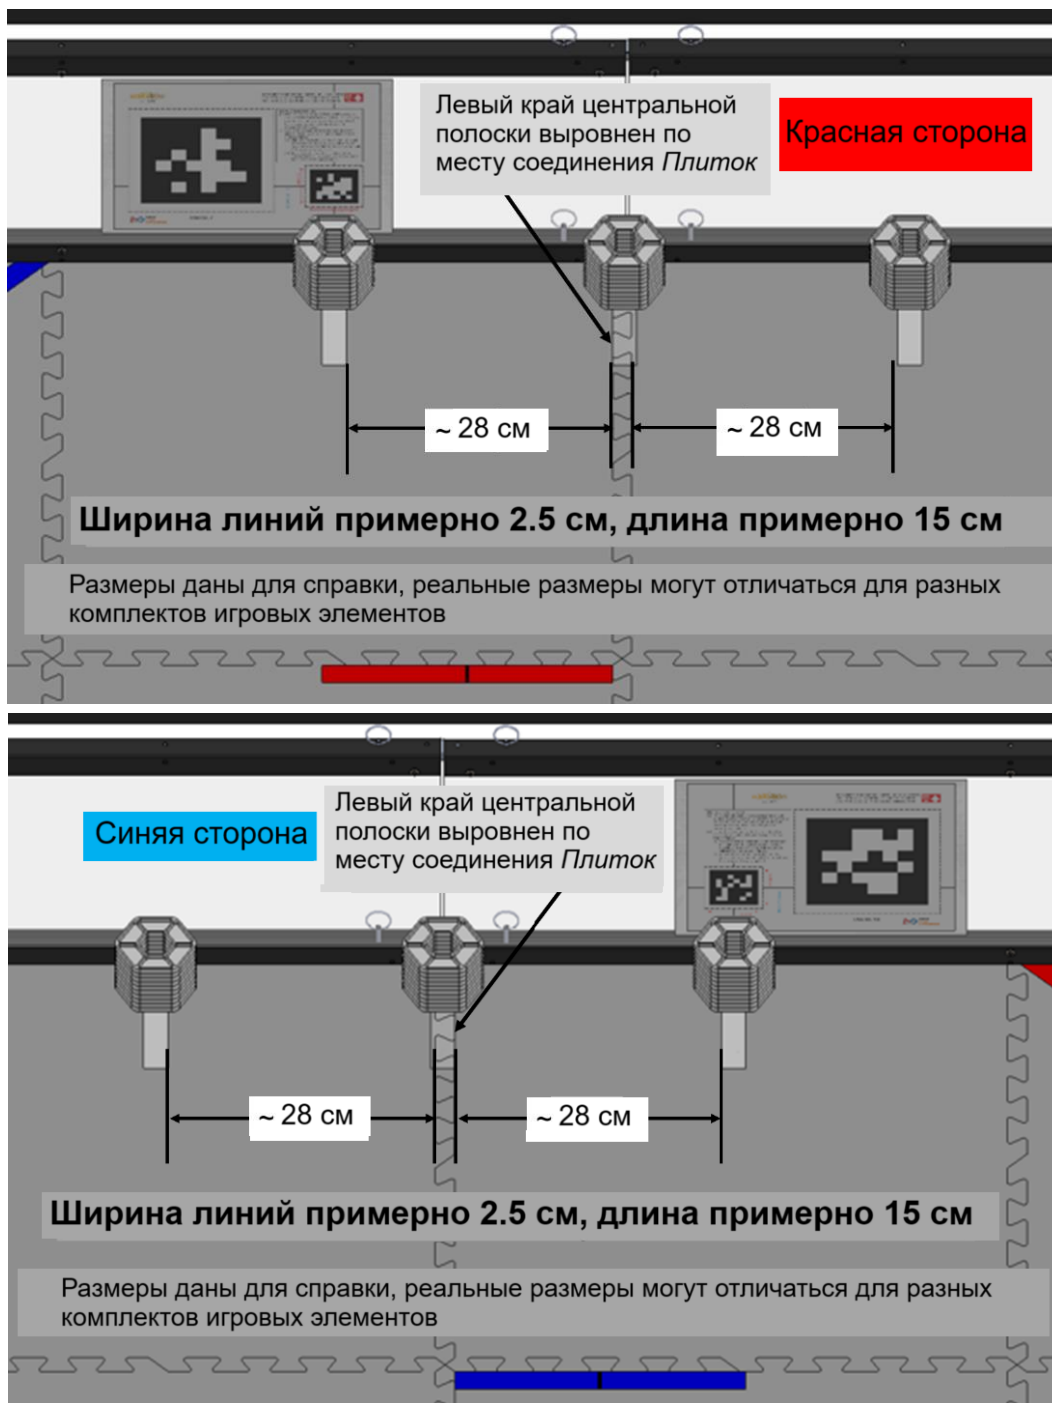 Левый край центральной
полоски выровнен по
месту соединения Плиток
Красная сторона
~ 28 см
~ 28 см
Ширина линий примерно 2.5 см, длина примерно 15 см
Размеры даны для справки, реальные размеры могут отличаться для разных
комплектов игровых элементов
Синяя сторона
Левый край центральной
полоски выровнен по
месту соединения Плиток
~ 28 см
~ 28 см
Ширина линий примерно 2.5 см, длина примерно 15 см
Размеры даны для справки, реальные размеры могут отличаться для разных
комплектов игровых элементов